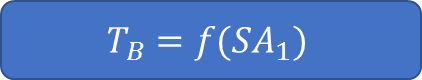 T_B = f(SA_1)